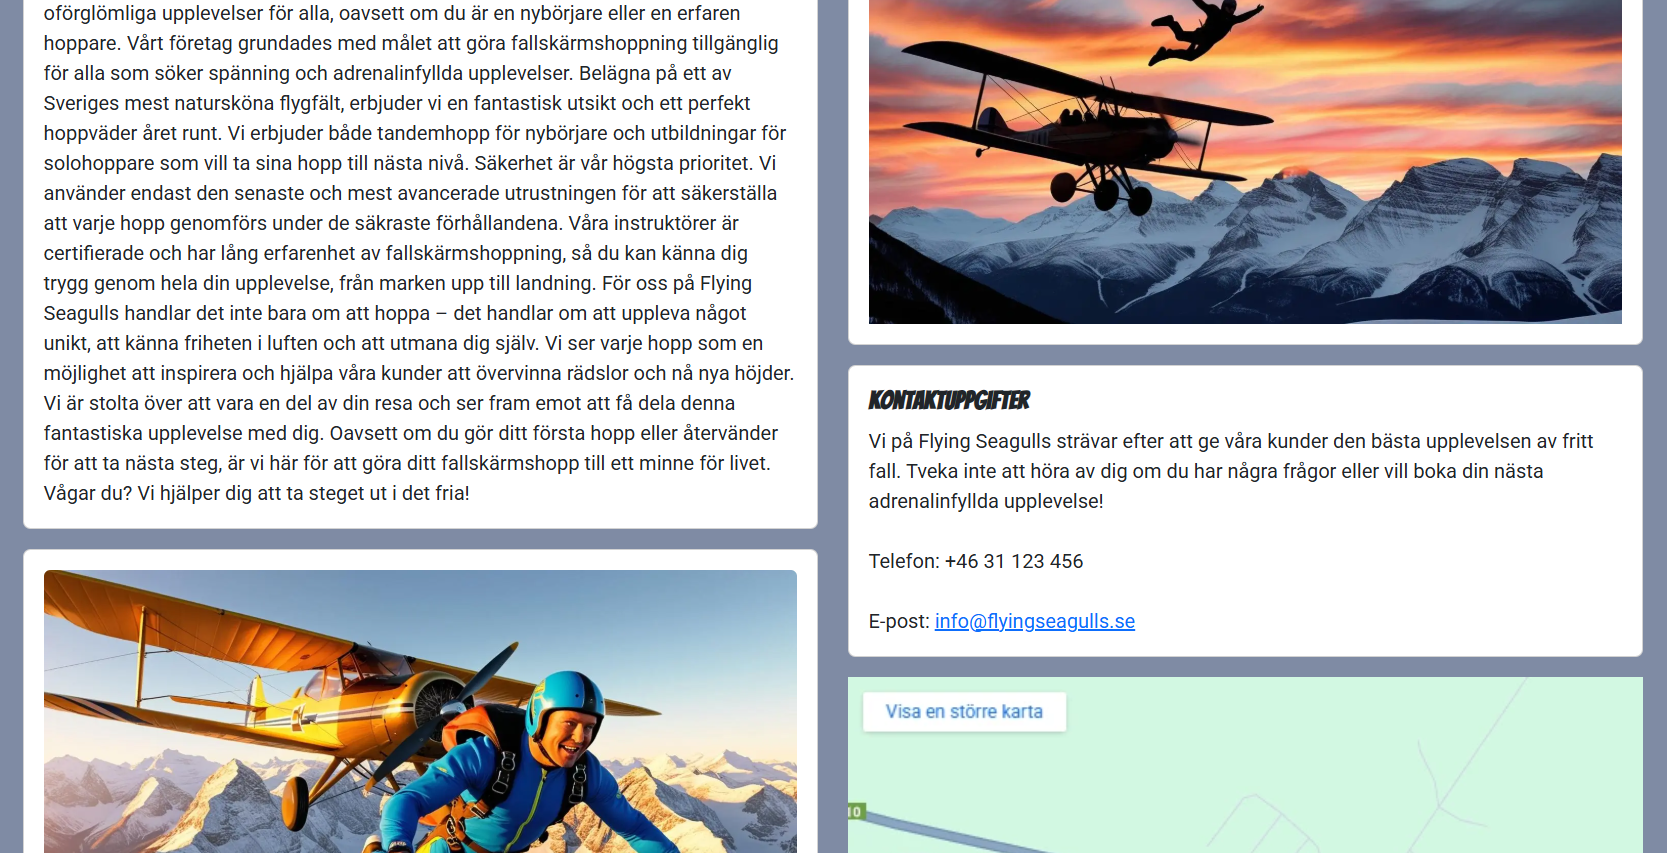 oförglömliga upplevelser för alla, oavsett om du är en nybörjare eller en erfaren
hoppare. Vårt företag grundades med målet att göra fallskärmshoppning tillgänglig
för alla som söker spänning och adrenalinfyllda upplevelser. Belägna på ett av
Sveriges mest natursköna flygfält, erbjuder vi en fantastisk utsikt och ett perfekt
hoppväder året runt. Vi erbjuder både tandemhopp för nybörjare och utbildningar för
solohoppare som vill ta sina hopp till nästa nivå. Säkerhet är vår högsta prioritet. Vi
använder endast den senaste och mest avancerade utrustningen för att säkerställa
att varje hopp genomförs under de säkraste förhållandena. Våra instruktörer är
certifierade och har lång erfarenhet av fallskärmshoppning, så du kan känna dig
trygg genom hela din upplevelse, från marken upp till landning. För oss på Flying
Seagulls handlar det inte bara om att hoppa – det handlar om att uppleva något
unikt, att känna friheten i luften och att utmana dig själv. Vi ser varje hopp som en
möjlighet att inspirera och hjälpa våra kunder att övervinna rädslor och nå nya höjder.
Vi är stolta över att vara en del av din resa och ser fram emot att få dela denna
fantastiska upplevelse med dig. Oavsett om du gör ditt första hopp eller återvänder
för att ta nästa steg, är vi här för att göra ditt fallskärmshopp till ett minne för livet.
Vågar du? Vi hjälper dig att ta steget ut i det fria!
KONTAKTUPPGIFTER
Vi på Flying Seagulls strävar efter att ge våra kunder den bästa upplevelsen av fritt
fall. Tveka inte att höra av dig om du har några frågor eller vill boka din nästa
adrenalinfyllda upplevelse!
Telefon: +46 31 123 456
E-post: info@flyingseagulls.se
Visa en större karta